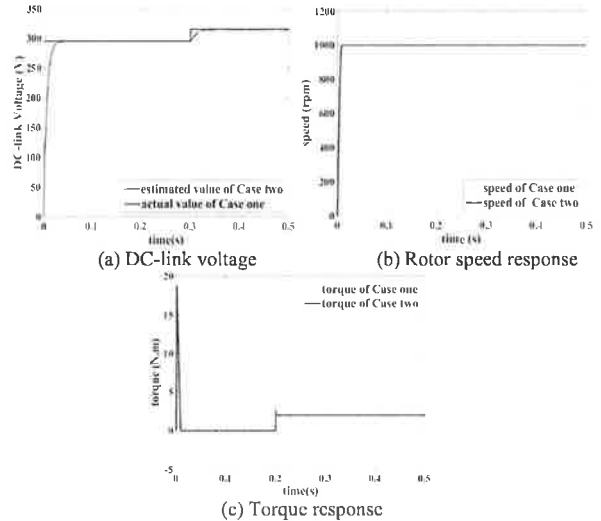 350
300
250
200
150
100
50
0
DC-link Voltage (V)
estimated value of Case two
actual value of Case one
0 0.1 0.2 0.3 0.4 0.5
time(s)
(a) DC-link voltage
1200
1000
800
600
400
200
0
speed (rpm)
speed of Case one
speed of Case two
0 0.1 0.2 0.3 0.4 0.5
time (s)
(b) Rotor speed response
20
15
10
5
0
-5
torque (N.m)
torque of Case one
torque of Case two
0 0.1 0.2 0.3 0.4 0.5
time(s)
(c) Torque response